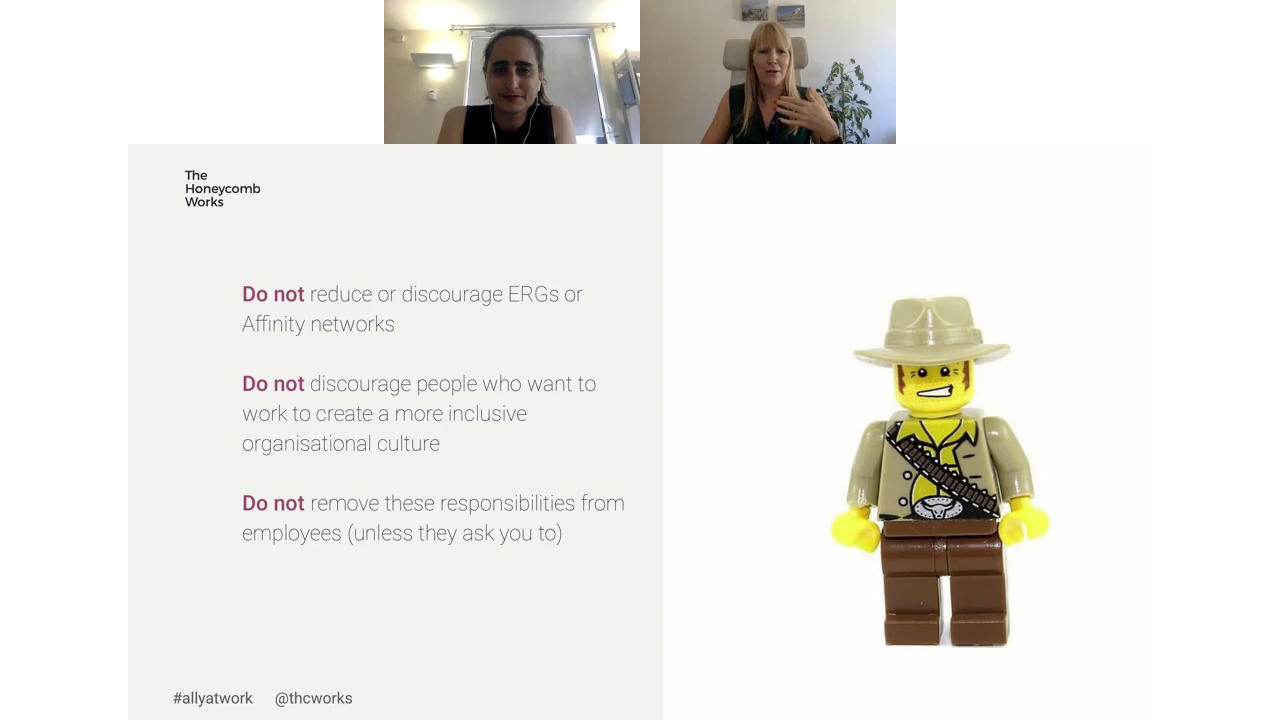 The
Honeycomb
Works
Do not reduce or discourage ERGs or
Affinity networks
Do not discourage people who want to
work to create a more inclusive
organisational culture
Do not remove these responsibilities from
employees (unless they ask you to)
#allyatwork @thcworks